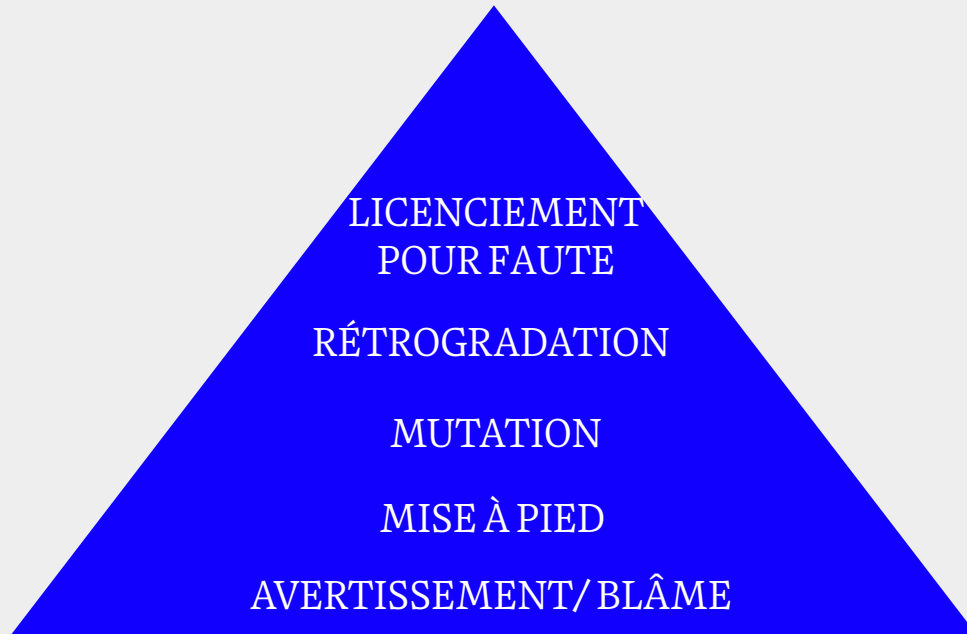 LICENCIEMENT
POUR FAUTE
RÉTROGRADATION
MUTATION
MISE À PIED
AVERTISSEMENT/ BLÂME